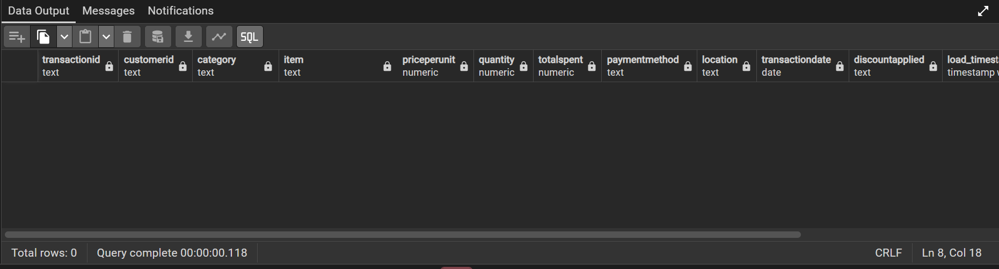 Data Output Messages Notifications
SQL
transactionid customerid category item priceperunit quantity totalspent paymentmethod location transactiondate discountapplied load_timest
text text text text numeric numeric numeric text text date text timestamp w
Total rows: 0 Query complete 00:00:00.118 CRLF Ln 8, Col 18